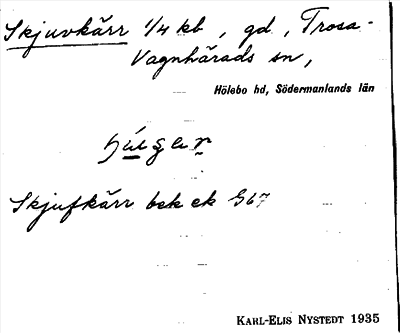 Skjuvkärr 1/4 kb, gd, Trosa-
Vagnhärads sn,
Hölebo hd, Södermanlands län
Skjufkärr bek ek G67
KARL-ELIS NYSTEDT 1935